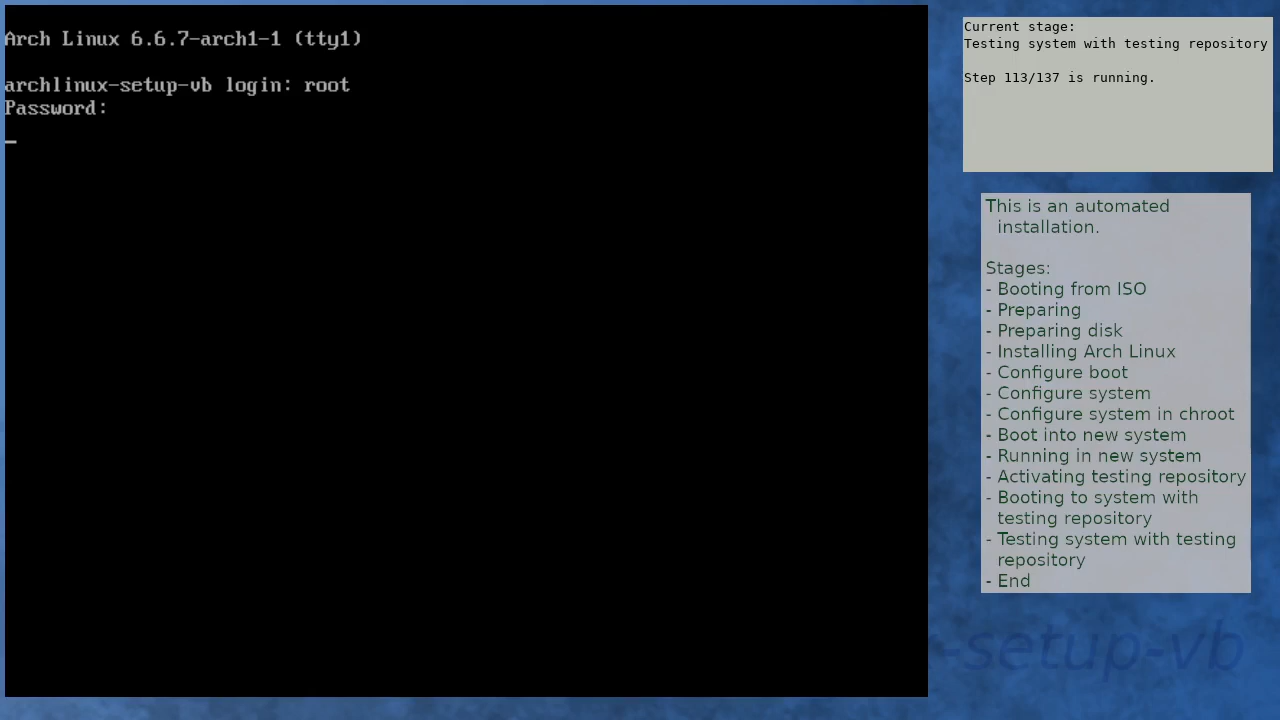 Arch Linux 6.6.7-arch1-1 (tty1)
archlinux-setup-vb login: root
Password:
Current stage:
Testing system with testing repository
Step 113/137 is running.
This is an automated
installation.
Stages:
- Booting from ISO
- Preparing
- Preparing disk
- Installing Arch Linux
- Configure boot
- Configure system
- Configure system in chroot
- Boot into new system
- Running in new system
- Activating testing repository
- Booting to system with
testing repository
- Testing system with testing
repository
- End
-setup-vb